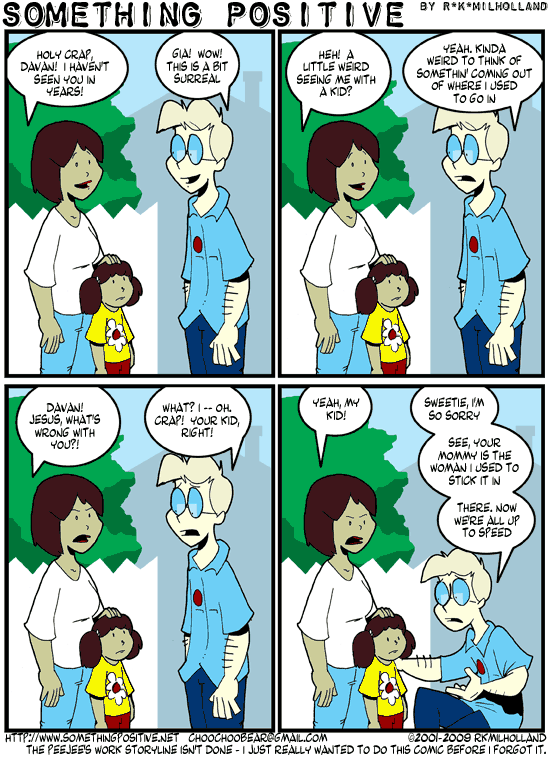 SOMETHING POSITIVE BY R*K*MILHOLLAND
HOLY CRAP,
DAVAN! I HAVEN'T
SEEN YOU IN
YEARS!
GIA! WOW!
THIS IS A BIT
SURREAL
HEH! A
LITTLE WEIRD
SEEING ME WITH
A KID?
YEAH. KINDA
WEIRD TO THINK OF
SOMETHIN' COMING OUT
OF WHERE I USED
TO GO IN
DAVAN!
JESUS, WHAT'S
WRONG WITH
YOU?!
WHAT? I -- OH.
CRAP! YOUR KID,
RIGHT!
YEAH, MY
KID!
SWEETIE, I'M
SO SORRY
SEE, YOUR
MOMMY IS THE
WOMAN I USED TO
STICK IT IN
THERE. NOW
WE'RE ALL UP
TO SPEED
HTTP://WWW.SOMETHINGPOSITIVE.NET CHOOCHOOBEAR@GMAIL.COM ©2001-2009 RKMILHOLLAND
THE PEEJEE'S WORK STORYLINE ISN'T DONE - I JUST REALLY WANTED TO DO THIS COMIC BEFORE I FORGOT IT.